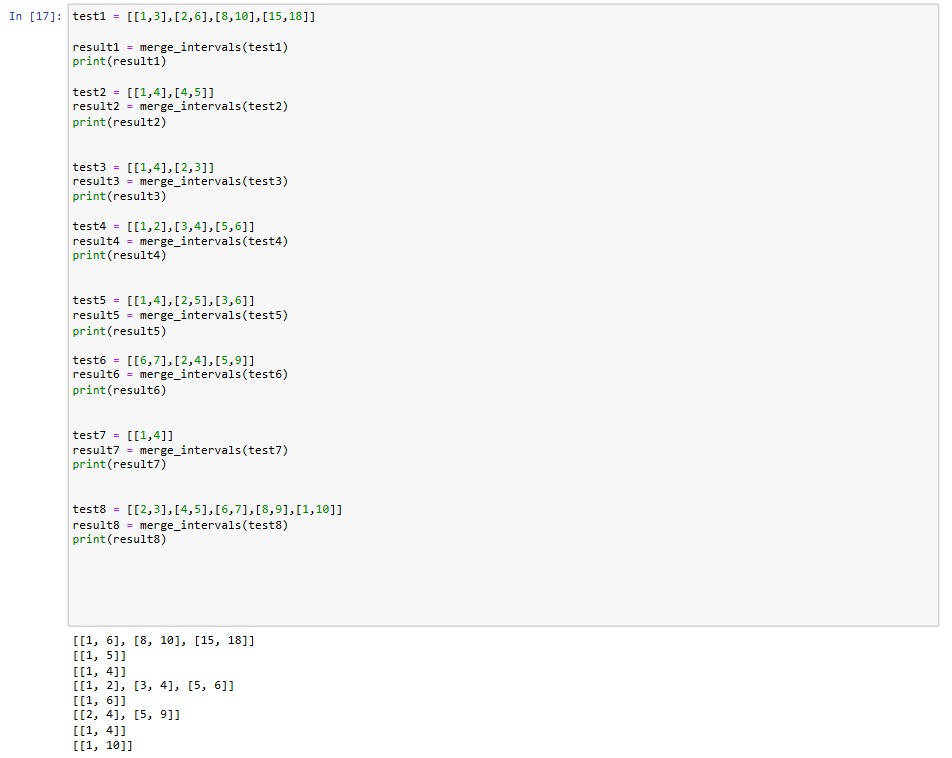 In [17]: test1 = [[1,3],[2,6],[8,10],[15,18]]
result1 = merge_intervals(test1)
print(result1)
test2 = [[1,4],[4,5]]
result2 = merge_intervals(test2)
print(result2)
test3 = [[1,4],[2,3]]
result3 = merge_intervals(test3)
print(result3)
test4 = [[1,2],[3,4],[5,6]]
result4 = merge_intervals(test4)
print(result4)
test5 = [[1,4],[2,5],[3,6]]
result5 = merge_intervals(test5)
print(result5)
test6 = [[6,7],[2,4],[5,9]]
result6 = merge_intervals(test6)
print(result6)
test7 = [[1,4]]
result7 = merge_intervals(test7)
print(result7)
test8 = [[2,3],[4,5],[6,7],[8,9],[1,10]]
result8 = merge_intervals(test8)
print(result8)
[[1, 6], [8, 10], [15, 18]]
[[1, 5]]
[[1, 4]]
[[1, 2], [3, 4], [5, 6]]
[[1, 6]]
[[2, 4], [5, 9]]
[[1, 4]]
[[1, 10]]